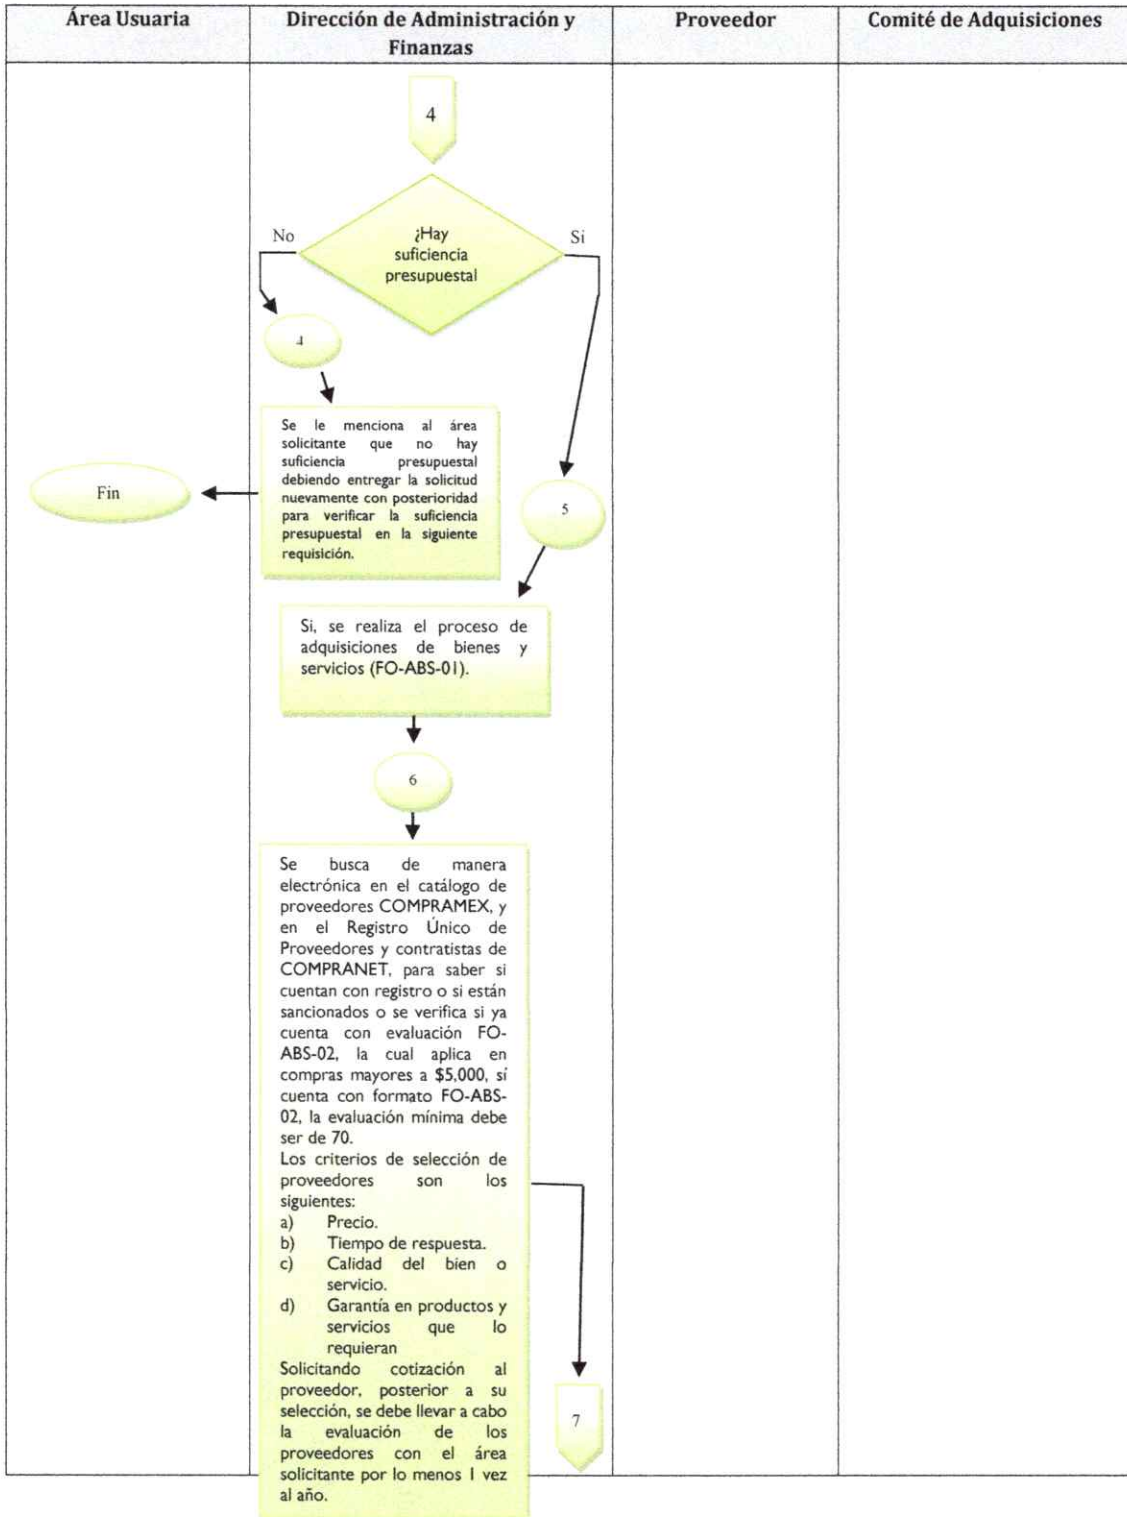 Área Usuaria
Dirección de Administración y
Finanzas
Proveedor
Comité de Adquisiciones
4
¿Hay
suficiencia
presupuestal
No
Si
4
Se le menciona al área
solicitante que no hay
suficiencia presupuestal
debiendo entregar la solicitud
nuevamente con posterioridad
para verificar la suficiencia
presupuestal en la siguiente
requisición.
Fin
5
Si, se realiza el proceso de
adquisiciones de bienes y
servicios (FO-ABS-01).
6
Se busca de manera
electrónica en el catálogo de
proveedores COMPRAMEX, y
en el Registro Único de
Proveedores y contratistas de
COMPRANET, para saber si
cuentan con registro o si están
sancionados o se verifica si ya
cuenta con evaluación FO-
ABS-02, la cual aplica en
compras mayores a $5,000, sí
cuenta con formato FO-ABS-
02, la evaluación mínima debe
ser de 70.
Los criterios de selección de
proveedores son los
siguientes:
a) Precio.
b) Tiempo de respuesta.
c) Calidad del bien o
servicio.
d) Garantía en productos y
servicios que lo
requieran
Solicitando cotización al
proveedor, posterior a su
selección, se debe llevar a cabo
la evaluación de los
proveedores con el área
solicitante por lo menos 1 vez
al año.
7